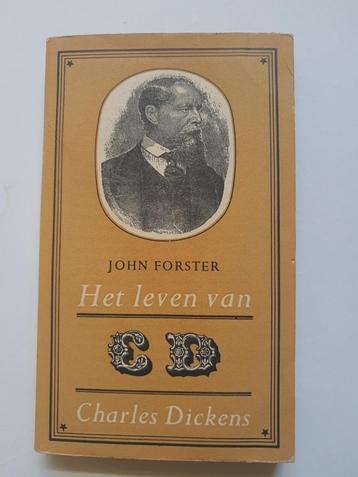 JOHN FORSTER
Het leven van
C D
Charles Dickens